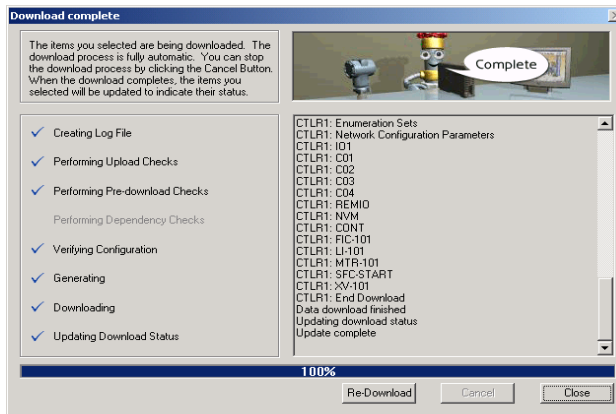 Download complete
The items you selected are being downloaded. The
download process is fully automatic. You can stop
the download process by clicking the Cancel Button.
When the download completes, the items you
selected will be updated to indicate their status.
Complete
Creating Log File
Performing Upload Checks
Performing Pre-download Checks
Performing Dependency Checks
Verifying Configuration
Generating
Downloading
Updating Download Status
CTLR1: Enumeration Sets
CTLR1: Network Configuration Parameters
CTLR1: IO1
CTLR1: C01
CTLR1: C02
CTLR1: C03
CTLR1: C04
CTLR1: REMIO
CTLR1: NVM
CTLR1: CONT
CTLR1: FIC-101
CTLR1: LI-101
CTLR1: MTR-101
CTLR1: SFC-START
CTLR1: XV-101
CTLR1: End Download
Data download finished
Updating download status
Update complete
100%
Re-Download
Cancel
Close